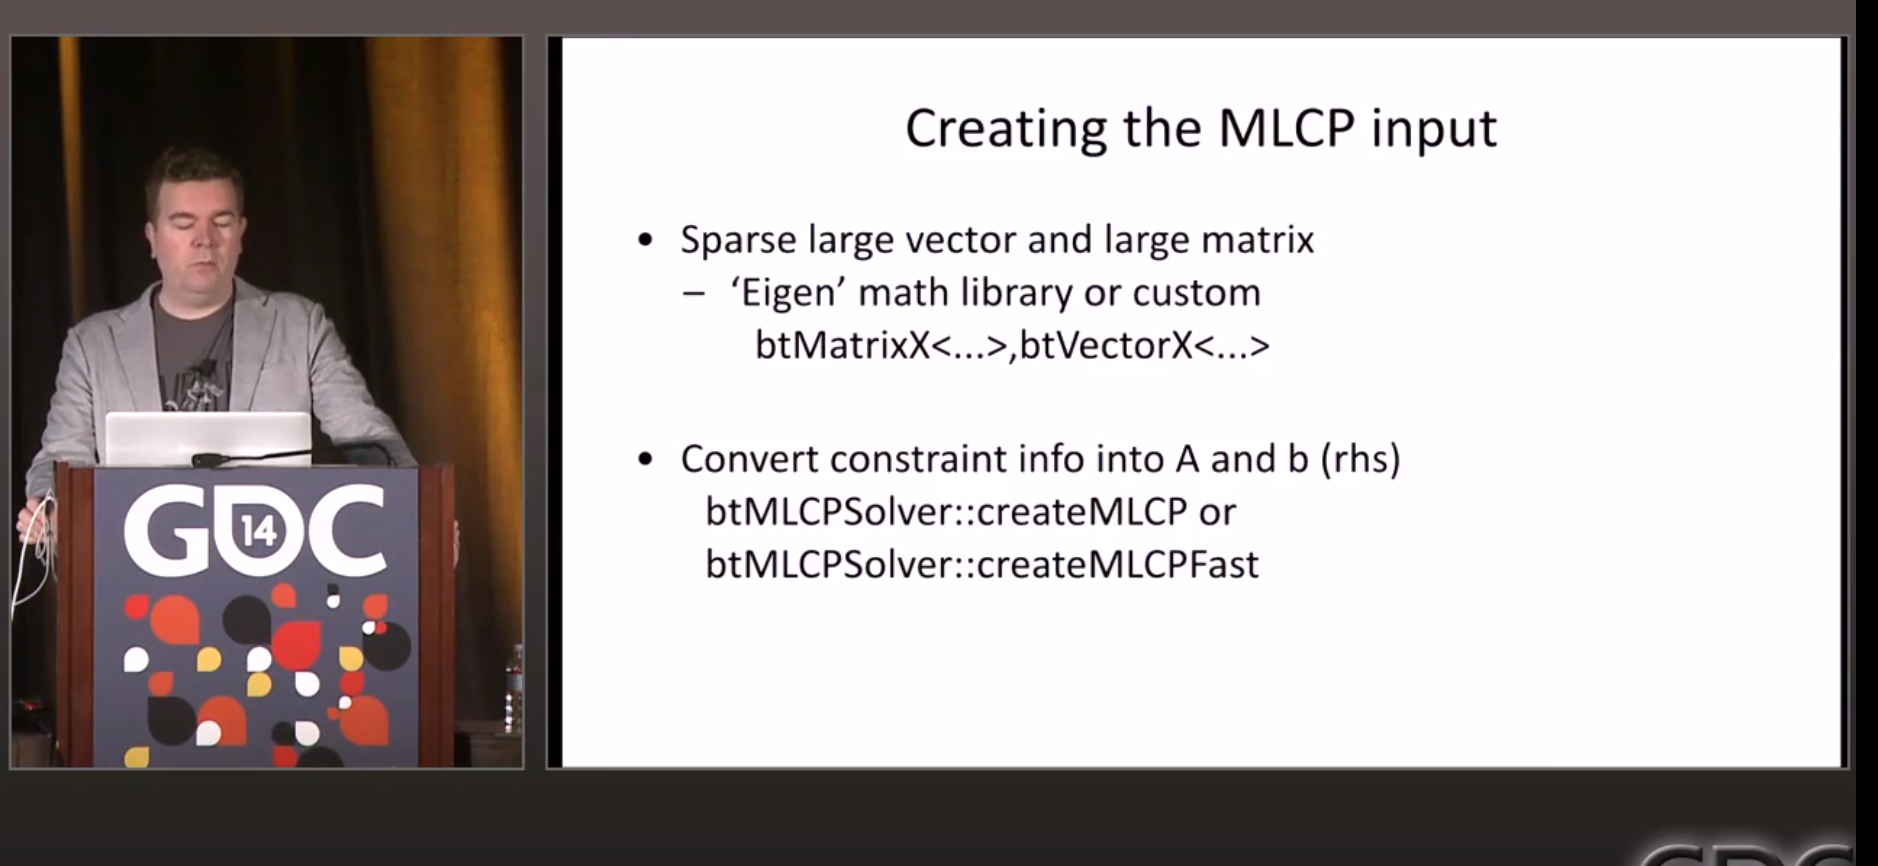 Creating the MLCP input
• Sparse large vector and large matrix
– ‘Eigen’ math library or custom
btMatrixX<...>,btVectorX<...>
• Convert constraint info into A and b (rhs)
btMLCPSolver::createMLCP or
btMLCPSolver::createMLCPFast
GDC
14
GDC